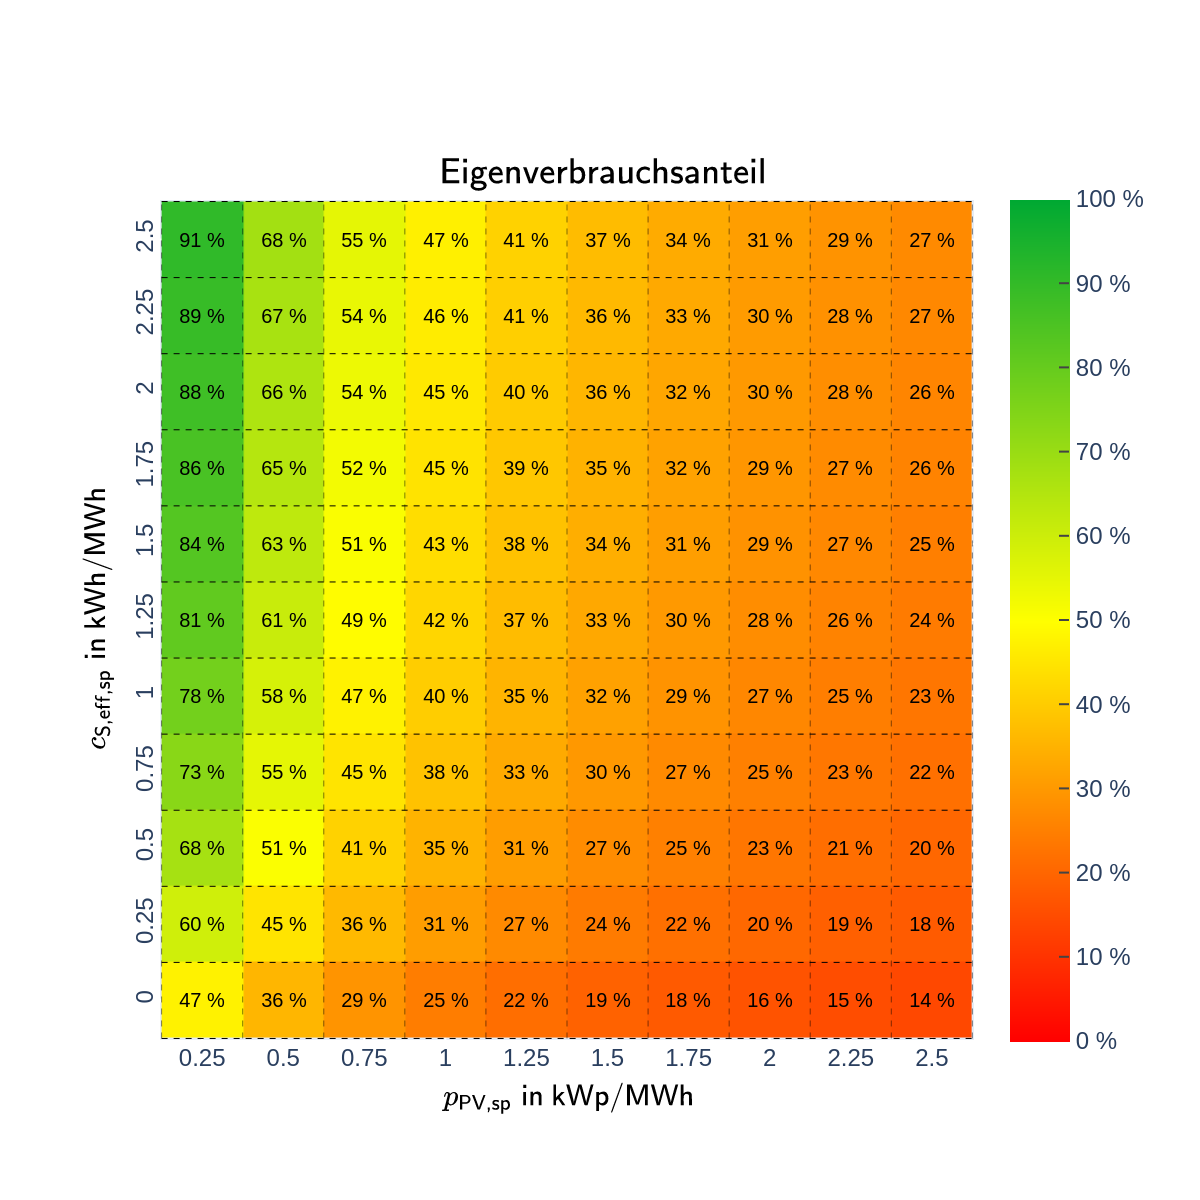 Eigenverbrauchsanteil
2.5 91 % 68 % 55 % 47 % 41 % 37 % 34 % 31 % 29 % 27 %
2.25 89 % 67 % 54 % 46 % 41 % 36 % 33 % 30 % 28 % 27 %
2 88 % 66 % 54 % 45 % 40 % 36 % 32 % 30 % 28 % 26 %
1.75 86 % 65 % 52 % 45 % 39 % 35 % 32 % 29 % 27 % 26 %
1.5 84 % 63 % 51 % 43 % 38 % 34 % 31 % 29 % 27 % 25 %
1.25 81 % 61 % 49 % 42 % 37 % 33 % 30 % 28 % 26 % 24 %
1 78 % 58 % 47 % 40 % 35 % 32 % 29 % 27 % 25 % 23 %
0.75 73 % 55 % 45 % 38 % 33 % 30 % 27 % 25 % 23 % 22 %
0.5 68 % 51 % 41 % 35 % 31 % 27 % 25 % 23 % 21 % 20 %
0.25 60 % 45 % 36 % 31 % 27 % 24 % 22 % 20 % 19 % 18 %
0 47 % 36 % 29 % 25 % 22 % 19 % 18 % 16 % 15 % 14 %
0.25 0.5 0.75 1 1.25 1.5 1.75 2 2.25 2.5
p_PV,sp in kWp/MWh
c_S,eff,sp in kWh/MWh
100 %
90 %
80 %
70 %
60 %
50 %
40 %
30 %
20 %
10 %
0 %